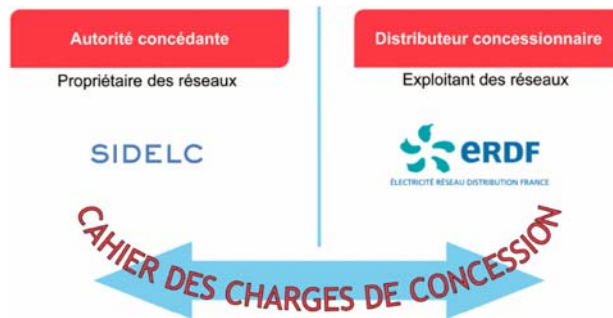 Autorité concédante
Propriétaire des réseaux
SIDELC
Distributeur concessionnaire
Exploitant des réseaux
eRDF
ÉLECTRICITÉ RÉSEAU DISTRIBUTION FRANCE
CAHIER DES CHARGES DE CONCESSION